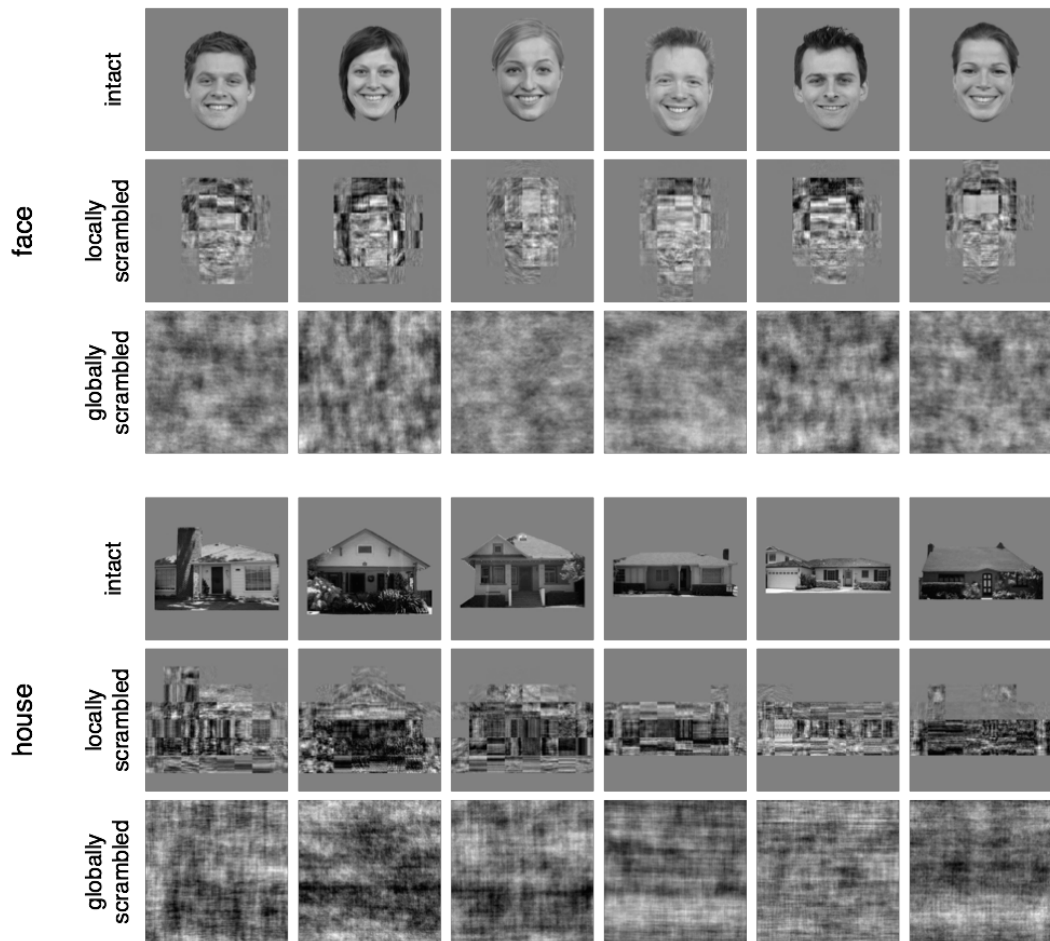 face
intact
locally
scrambled
globally
scrambled
house
intact
locally
scrambled
globally
scrambled